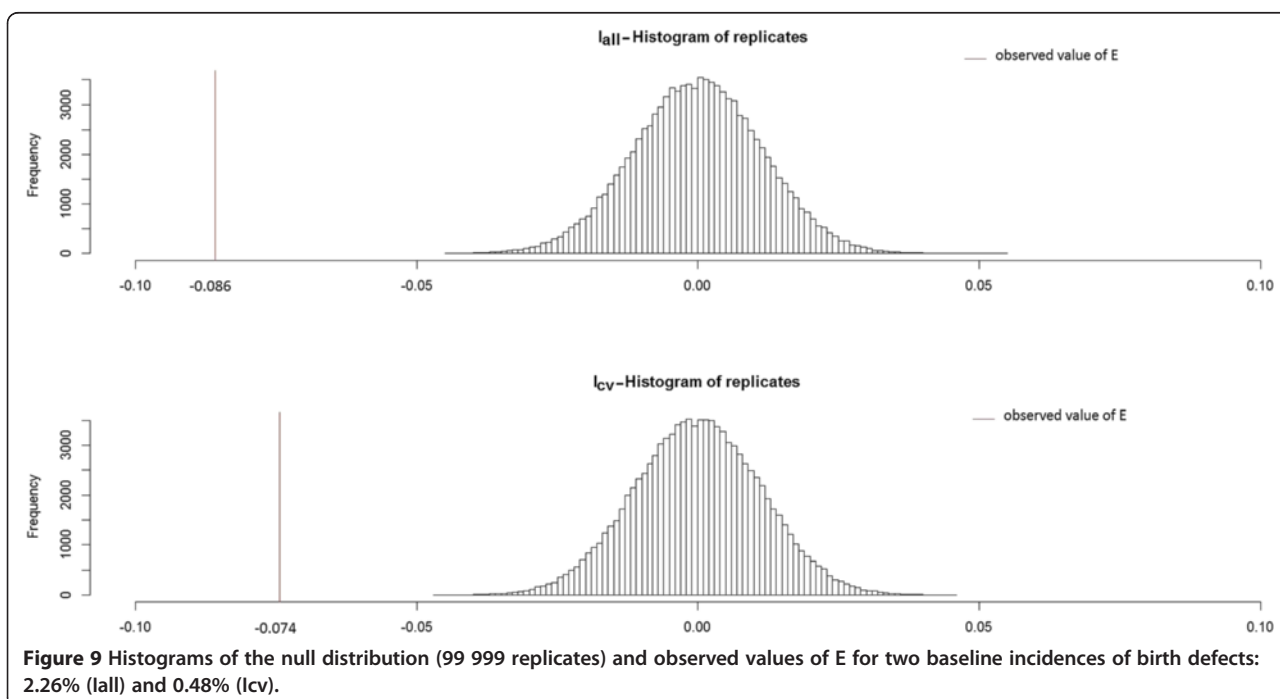 Iall-Histogram of replicates
observed value of E
Frequency
3000
2000
1000
0
-0.10 -0.086 -0.05 0.00 0.05 0.10
Icv-Histogram of replicates
observed value of E
Frequency
3000
2000
1000
0
-0.10 -0.074 -0.05 0.00 0.05 0.10
Figure 9 Histograms of the null distribution (99 999 replicates) and observed values of E for two baseline incidences of birth defects:
2.26% (Iall) and 0.48% (Icv).